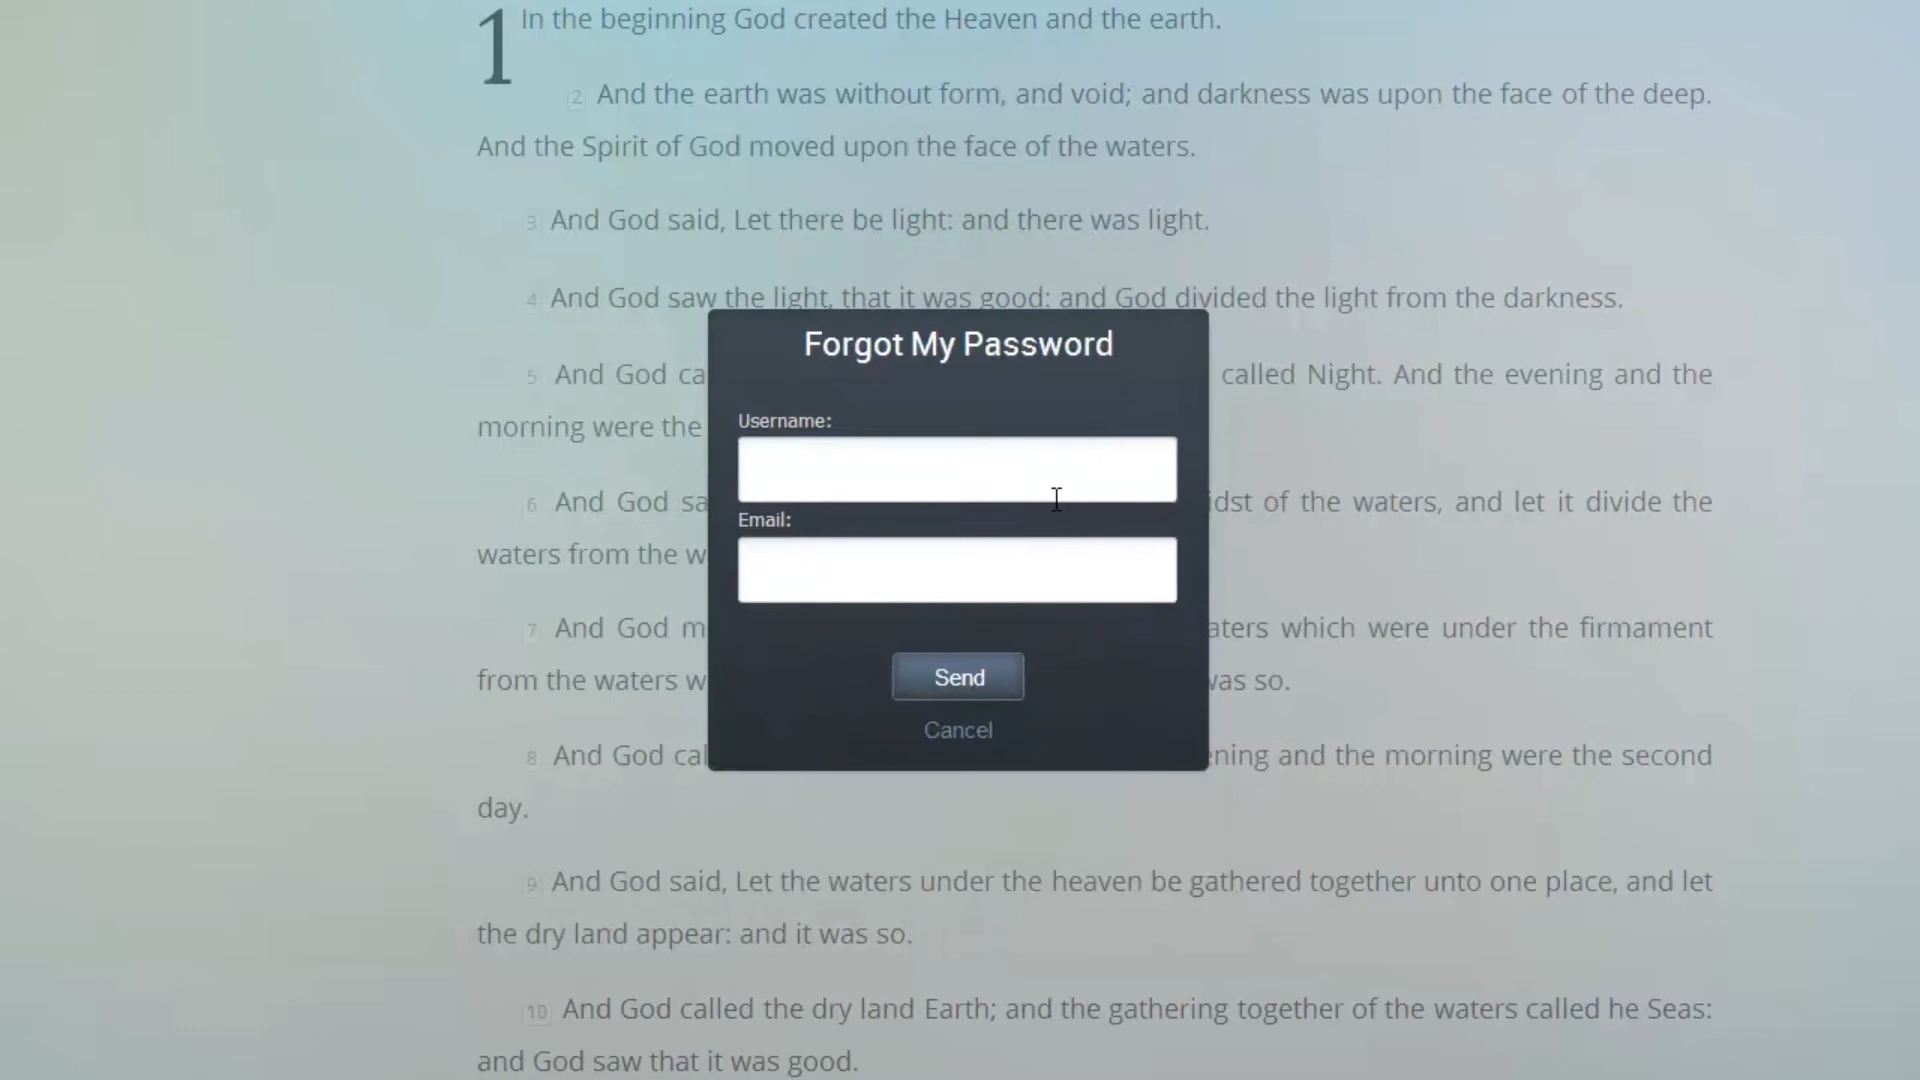 1 In the beginning God created the Heaven and the earth.
2 And the earth was without form, and void; and darkness was upon the face of the deep.
And the Spirit of God moved upon the face of the waters.
3 And God said, Let there be light: and there was light.
4 And God saw the light, that it was good: and God divided the light from the darkness.
Forgot My Password
5 And God ca called Night. And the evening and the
morning were the
Username:
6 And God sa idst of the waters, and let it divide the
Email:
waters from the w
7 And God m aters which were under the firmament
from the waters w was so.
Send
Cancel
8 And God cal ening and the morning were the second
day.
9 And God said, Let the waters under the heaven be gathered together unto one place, and let
the dry land appear: and it was so.
10 And God called the dry land Earth; and the gathering together of the waters called he Seas:
and God saw that it was good.